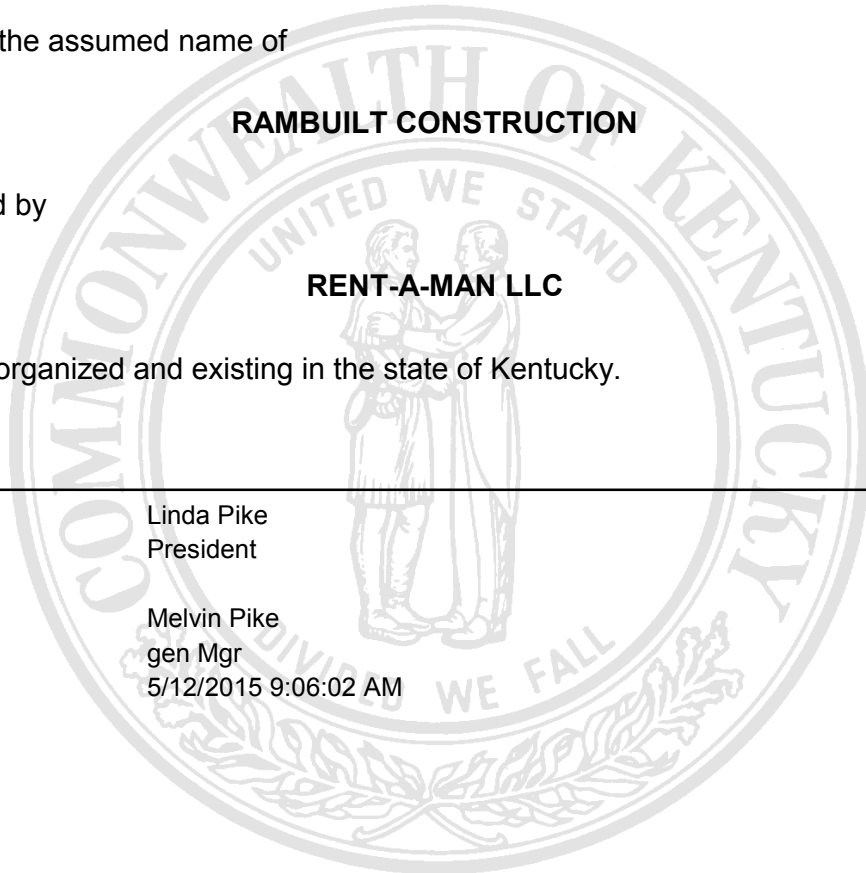 the assumed name of
RAMBUILT CONSTRUCTION
d by
RENT-A-MAN LLC
organized and existing in the state of Kentucky.
Linda Pike
President
Melvin Pike
gen Mgr
5/12/2015 9:06:02 AM
COMMONWEALTH OF KENTUCKY
UNITED WE STAND
DIVIDED WE FALL